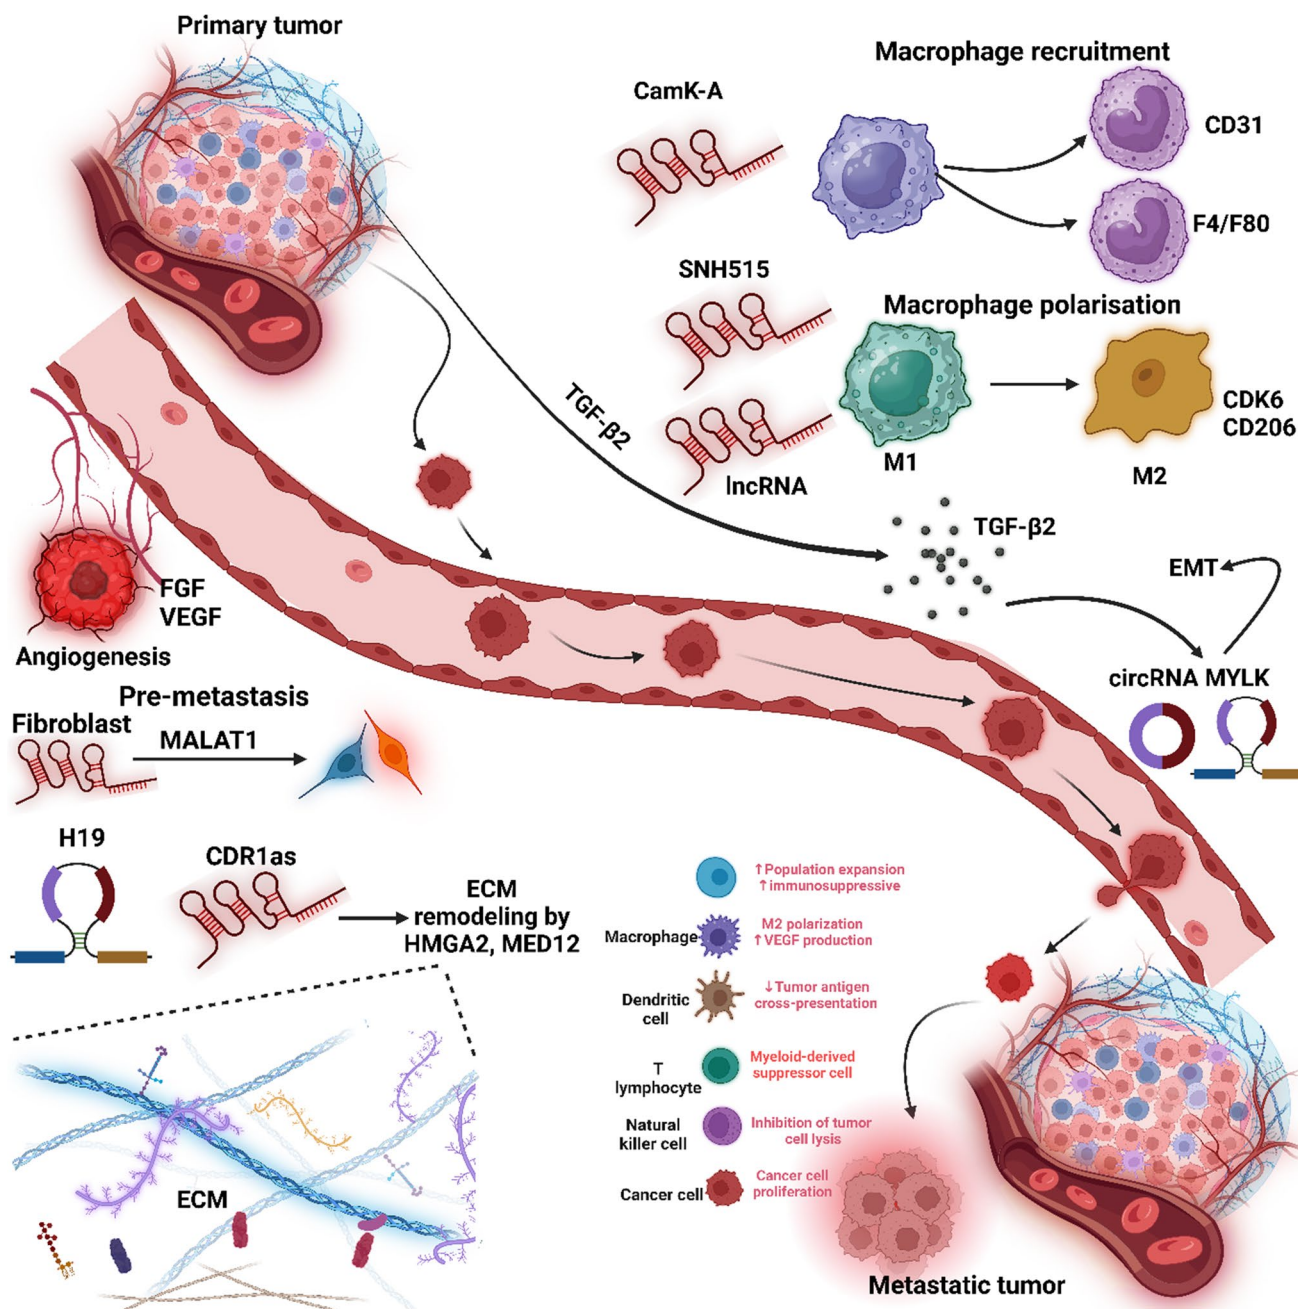 Primary tumor
Macrophage recruitment
CamK-A
CD31
F4/F80
SNH515
Macrophage polarisation
CDK6
CD206
M1
M2
lncRNA
TGF-β2
TGF-β2
EMT
circRNA MYLK
FGF
VEGF
Angiogenesis
Pre-metastasis
Fibroblast
MALAT1
H19
CDR1as
ECM
remodeling by
HMGA2, MED12
ECM
↑Population expansion
↑immunosuppressive
Macrophage
M2 polarization
↑VEGF production
Dendritic
cell
↓Tumor antigen
cross-presentation
T
lymphocyte
Myeloid-derived
suppressor cell
Natural
killer cell
Inhibition of tumor
cell lysis
Cancer cell
Cancer cell
proliferation
Metastatic tumor